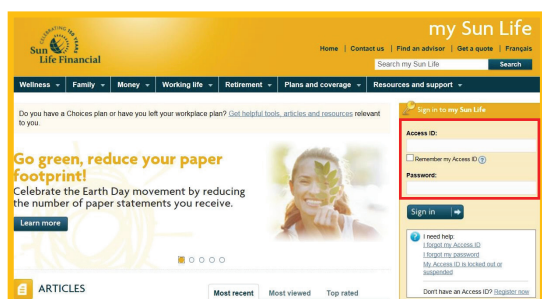 CELEBRATING 150 YEARS
my Sun Life
Sun
Life Financial
Home | Contact us | Find an advisor | Get a quote | Français
Search my Sun Life
Search
Wellness
Family
Money
Working life
Retirement
Plans and coverage
Resources and support
Do you have a Choices plan or have you left your workplace plan? Get helpful tools, articles and resources relevant
to you.
Go green, reduce your paper
footprint!
Celebrate the Earth Day movement by reducing
the number of paper statements you receive.
Learn more
ARTICLES
Most recent
Most viewed
Top rated
Sign in to my Sun Life
Access ID:
Remember my Access ID ?
Password:
Sign in
? I need help:
I forgot my Access ID
I forgot my password
My Access ID is locked out or
suspended
Don't have an Access ID? Register now